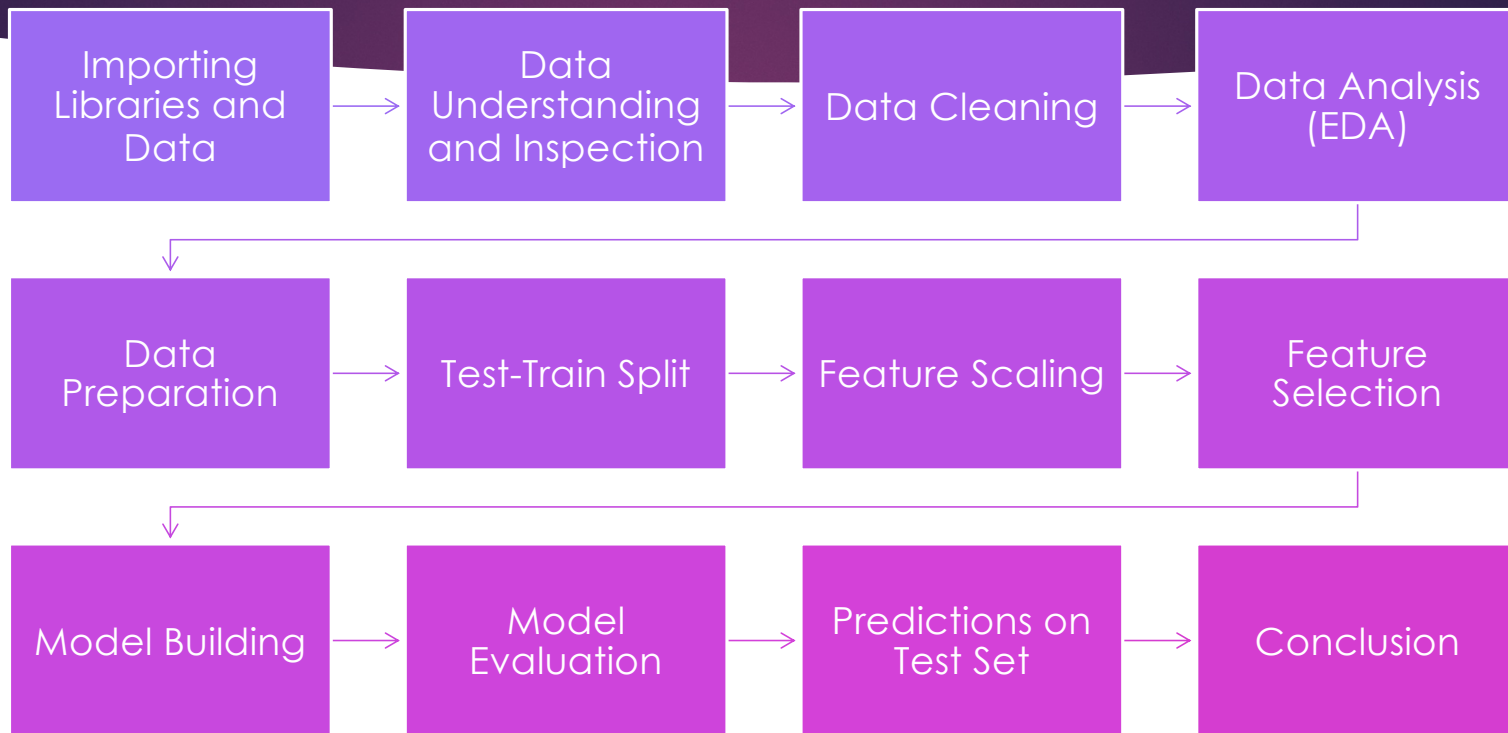 Importing
Libraries and
Data
Data
Understanding
and Inspection
Data Cleaning
Data Analysis
(EDA)
Data
Preparation
Test-Train Split
Feature Scaling
Feature
Selection
Model Building
Model
Evaluation
Predictions on
Test Set
Conclusion